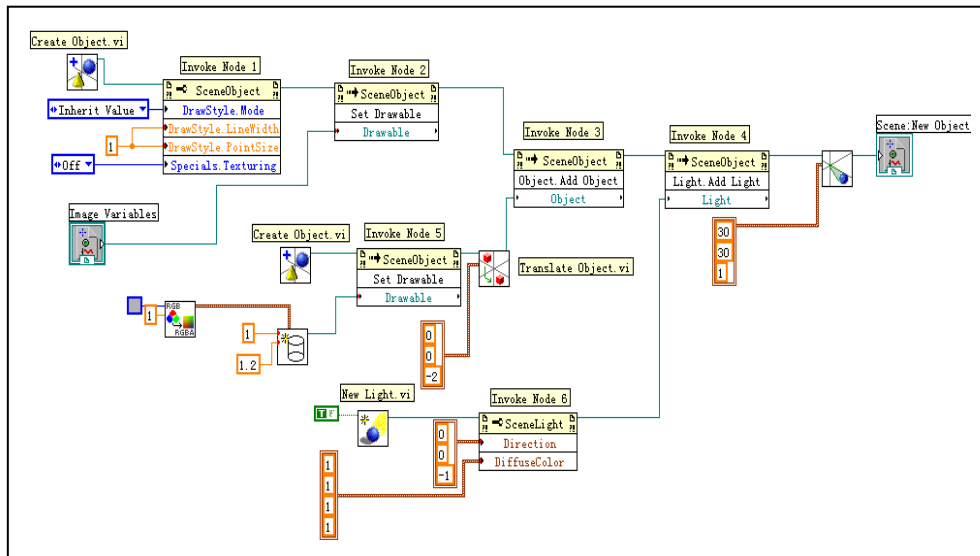 Create Object.vi
Invoke Node 1
SceneObject
Inherit Value
DrawStyle.Mode
DrawStyle.LineWidth
1
DrawStyle.PointSize
Off
Specials.Texturing
Invoke Node 2
SceneObject
Set Drawable
Drawable
Invoke Node 3
SceneObject
Object.Add Object
Object
Invoke Node 4
SceneObject
Light.Add Light
Light
Scene:New Object
30
30
1
Image Variables
Create Object.vi
Invoke Node 5
SceneObject
Set Drawable
Drawable
Translate Object.vi
1
RGB
RGBA
1
1.2
0
0
-2
New Light.vi
T F
Invoke Node 6
SceneLight
Direction
DiffuseColor
0
0
-1
1
1
1
1